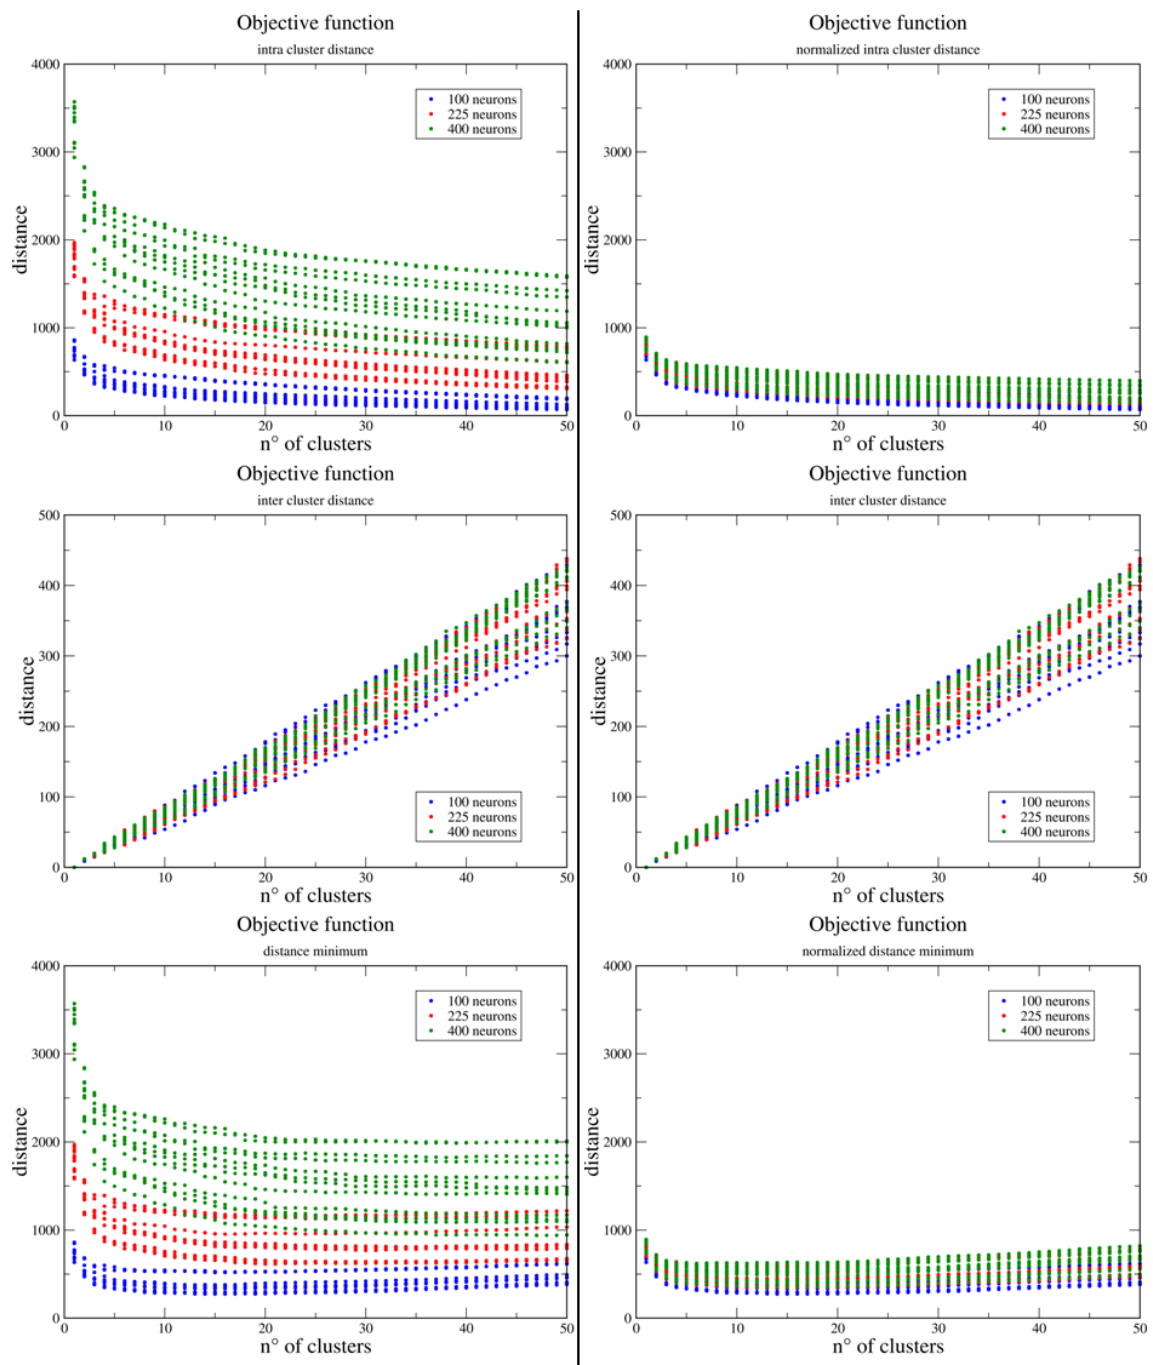 Objective function
intra cluster distance
4000
3000
2000
1000
0
distance
100 neurons
225 neurons
400 neurons
0 10 20 30 40 50
n° of clusters
Objective function
normalized intra cluster distance
4000
3000
2000
1000
0
distance
100 neurons
225 neurons
400 neurons
0 10 20 30 40 50
n° of clusters
Objective function
inter cluster distance
500
400
300
200
100
0
distance
100 neurons
225 neurons
400 neurons
0 10 20 30 40 50
n° of clusters
Objective function
inter cluster distance
500
400
300
200
100
0
distance
100 neurons
225 neurons
400 neurons
0 10 20 30 40 50
n° of clusters
Objective function
distance minimum
4000
3000
2000
1000
0
distance
100 neurons
225 neurons
400 neurons
0 10 20 30 40 50
n° of clusters
Objective function
normalized distance minimum
4000
3000
2000
1000
0
distance
100 neurons
225 neurons
400 neurons
0 10 20 30 40 50
n° of clusters